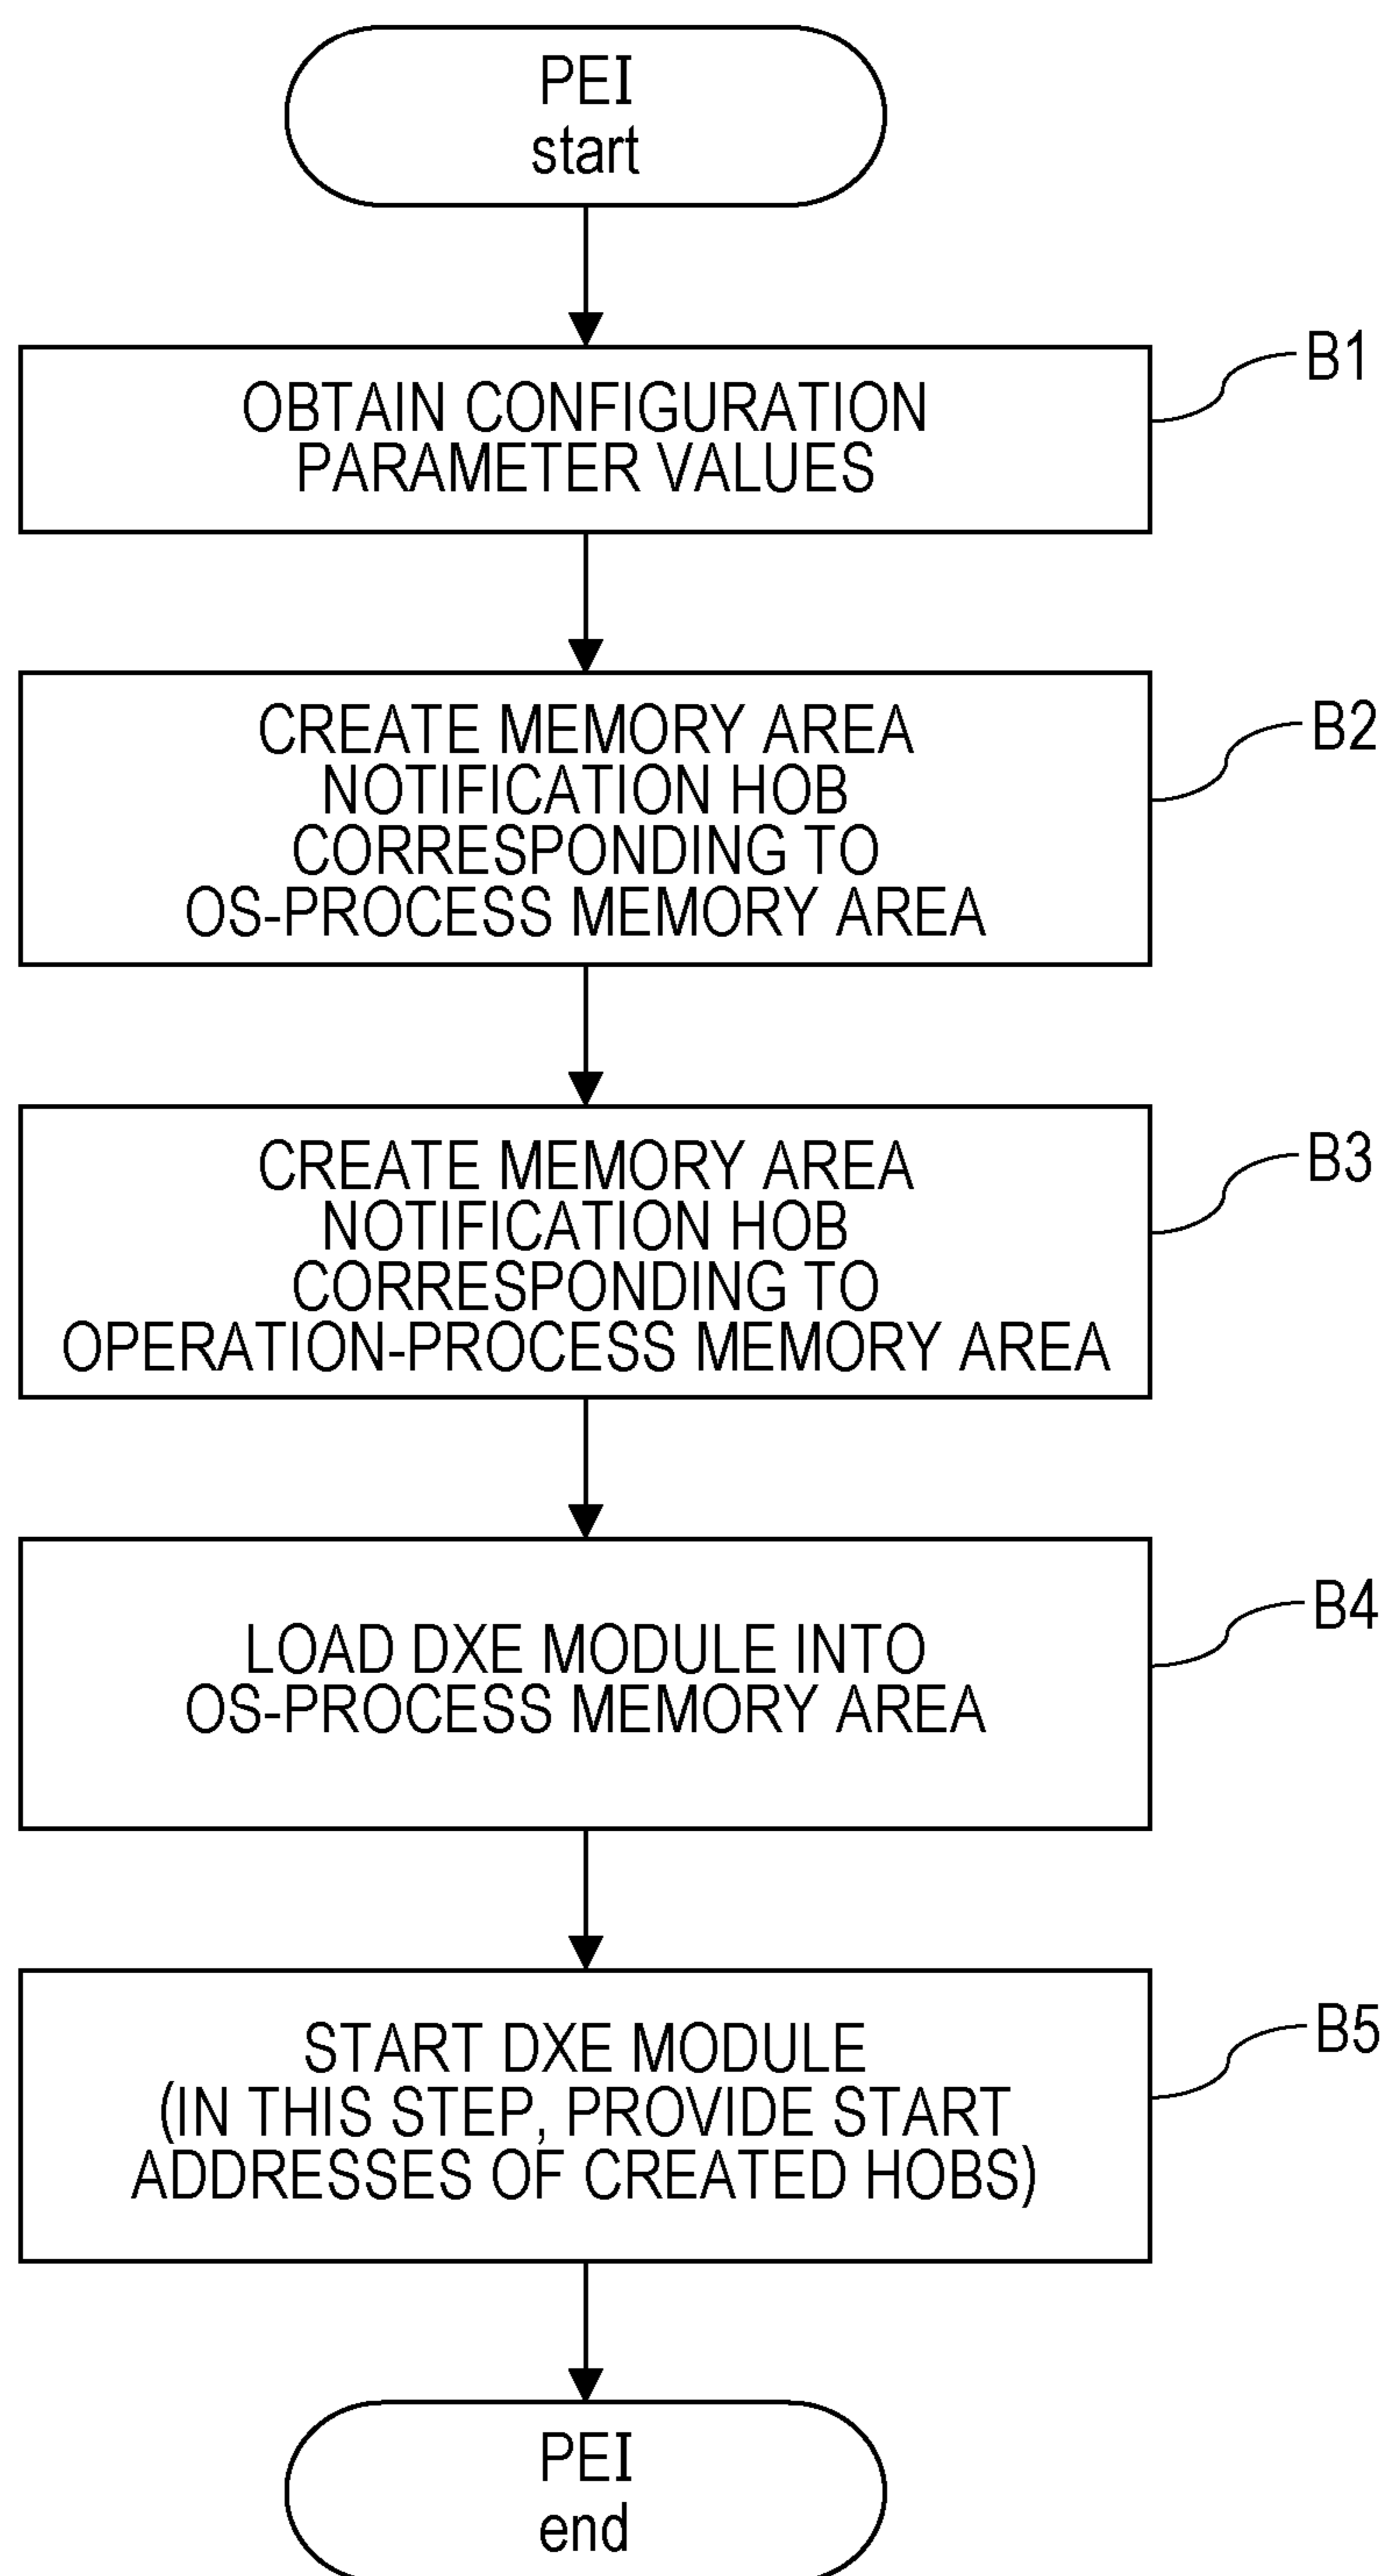 PEI
start
OBTAIN CONFIGURATION
PARAMETER VALUES
B1
CREATE MEMORY AREA
NOTIFICATION HOB
CORRESPONDING TO
OS-PROCESS MEMORY AREA
B2
CREATE MEMORY AREA
NOTIFICATION HOB
CORRESPONDING TO
OPERATION-PROCESS MEMORY AREA
B3
LOAD DXE MODULE INTO
OS-PROCESS MEMORY AREA
B4
START DXE MODULE
(IN THIS STEP, PROVIDE START
ADDRESSES OF CREATED HOBS)
B5
PEI
end